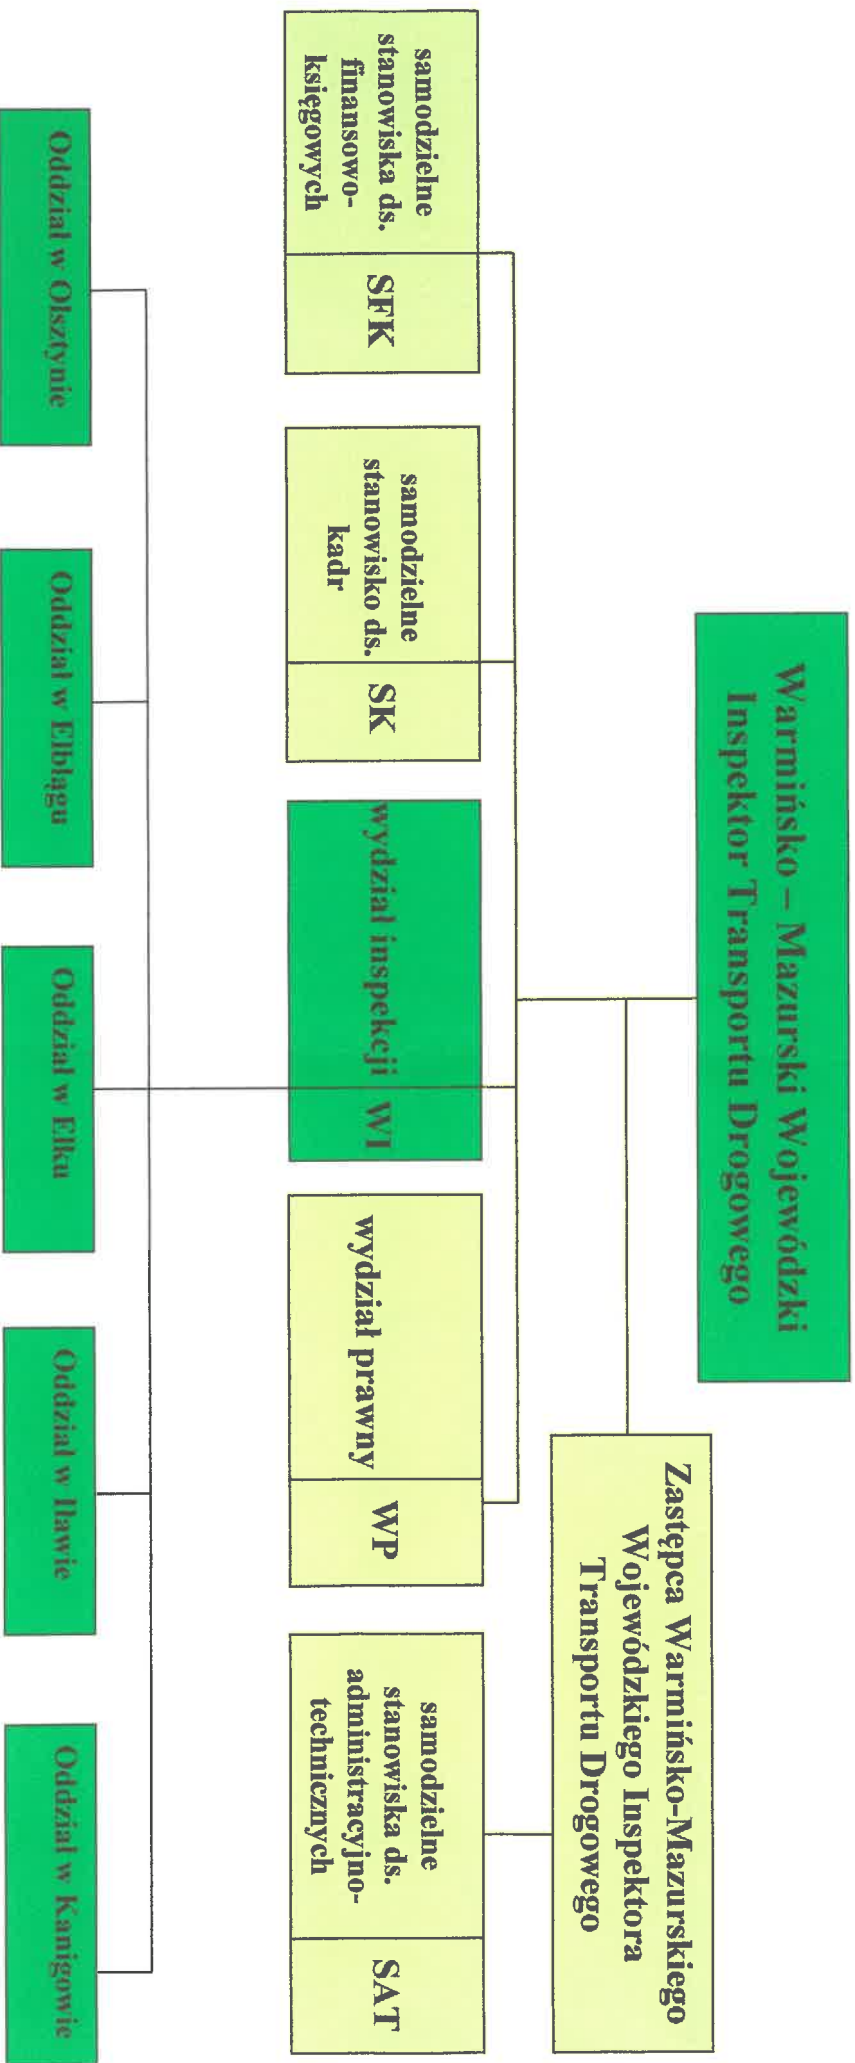 Warmińsko – Mazurski Wojewódzki
Inspektor Transportu Drogowego
Zastępca Warmińsko-Mazurskiego
Wojewódzkiego Inspektora
Transportu Drogowego
samodzielne
stanowiska ds.
finansowo-
księgowych
SFK
samodzielne
stanowisko ds.
kadr
SK
wydział inspekcji WI
wydział prawny
WP
samodzielne
stanowiska ds.
administracyjno-
technicznych
SAT
Oddział w Olsztynie
Oddział w Elblągu
Oddział w Ełku
Oddział w Iławie
Oddział w Kanigowie